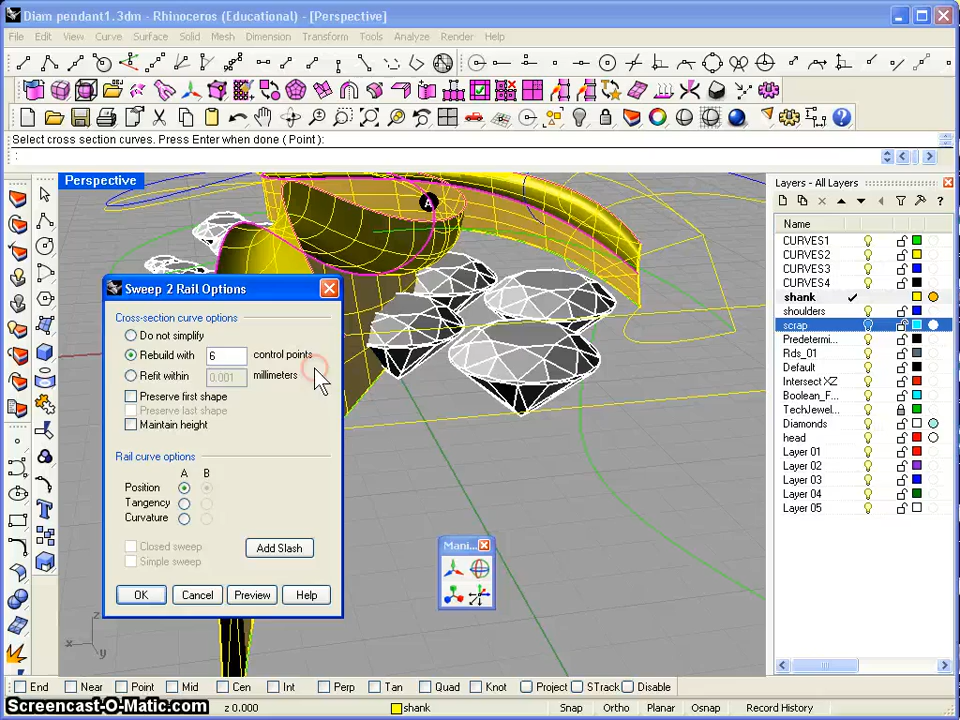 Diam pendant1.3dm - Rhinoceros (Educational) - [Perspective]
File Edit View Curve Surface Solid Mesh Dimension Transform Tools Analyze Render Help
Select cross section curves. Press Enter when done ( Point ):
:
Perspective
A
Layers - All Layers
Name
CURVES1
CURVES2
CURVES3
CURVES4
shank
shoulders
scrap
Predetermi...
Rds_01
Default
Intersect XZ
Boolean_F...
TechJewel...
Diamonds
head
Layer 01
Layer 02
Layer 03
Layer 04
Layer 05
Sweep 2 Rail Options
Cross-section curve options
Do not simplify
Rebuild with 6 control points
Refit within 0.001 millimeters
Preserve first shape
Preserve last shape
Maintain height
Rail curve options
A B
Position
Tangency
Curvature
Closed sweep
Simple sweep
Add Slash
OK Cancel Preview Help
Mani...
z
x y
End Near Point Mid Cen Int Perp Tan Quad Knot Project STrack Disable
Screencast-O-Matic.com z 0.000 shank Snap Ortho Planar Osnap Record History